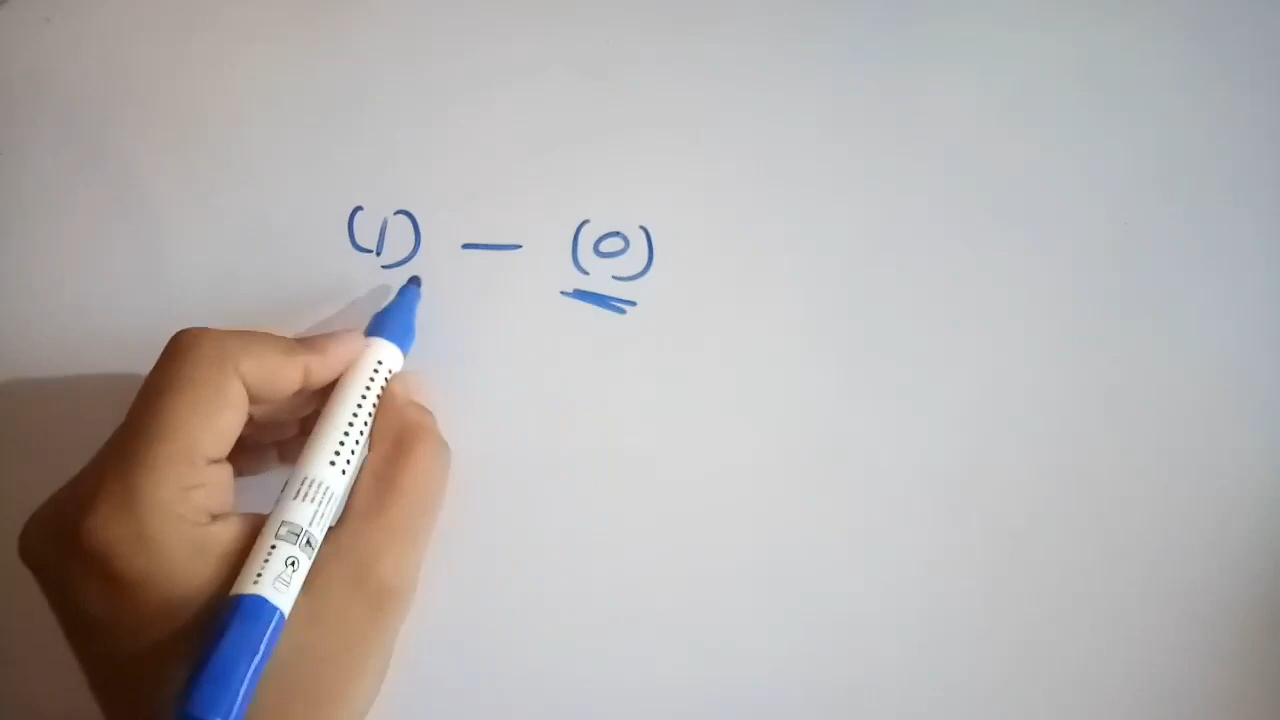 (1) — (0)